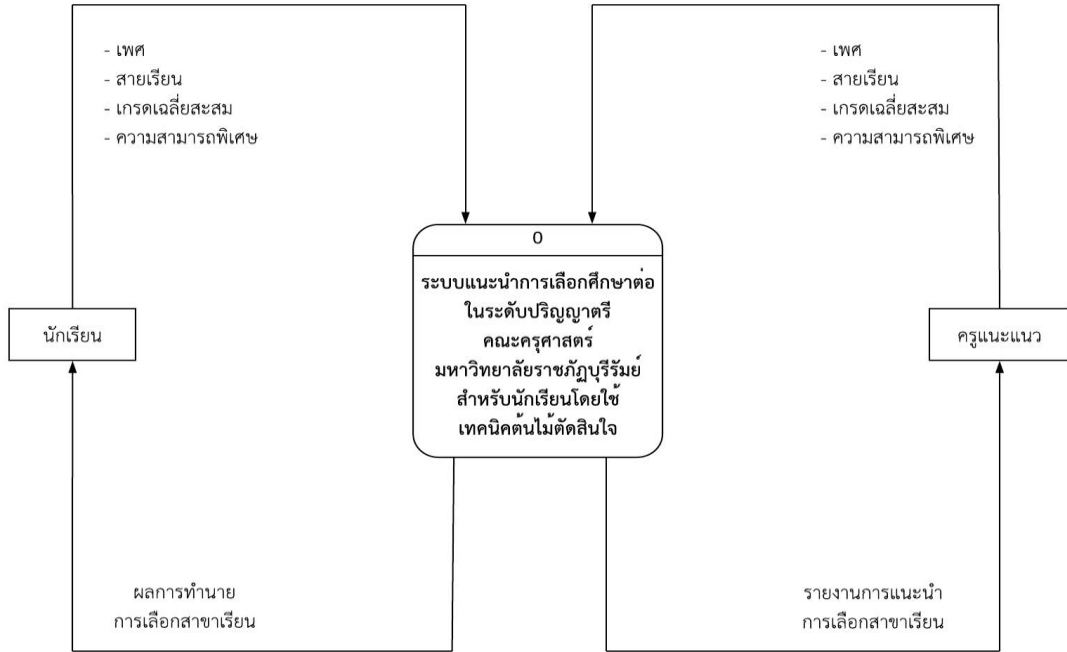 - เพศ
- สายเรียน
- เกรดเฉลี่ยสะสม
- ความสามารถพิเศษ
- เพศ
- สายเรียน
- เกรดเฉลี่ยสะสม
- ความสามารถพิเศษ
0
ระบบแนะนำการเลือกศึกษาต่อ
ในระดับปริญญาตรี
คณะครุศาสตร์
มหาวิทยาลัยราชภัฏบุรีรัมย์
สำหรับนักเรียนโดยใช้
เทคนิคต้นไม้ตัดสินใจ
นักเรียน
ครูแนะแนว
ผลการทำนาย
การเลือกสาขาเรียน
รายงานการแนะนำ
การเลือกสาขาเรียน